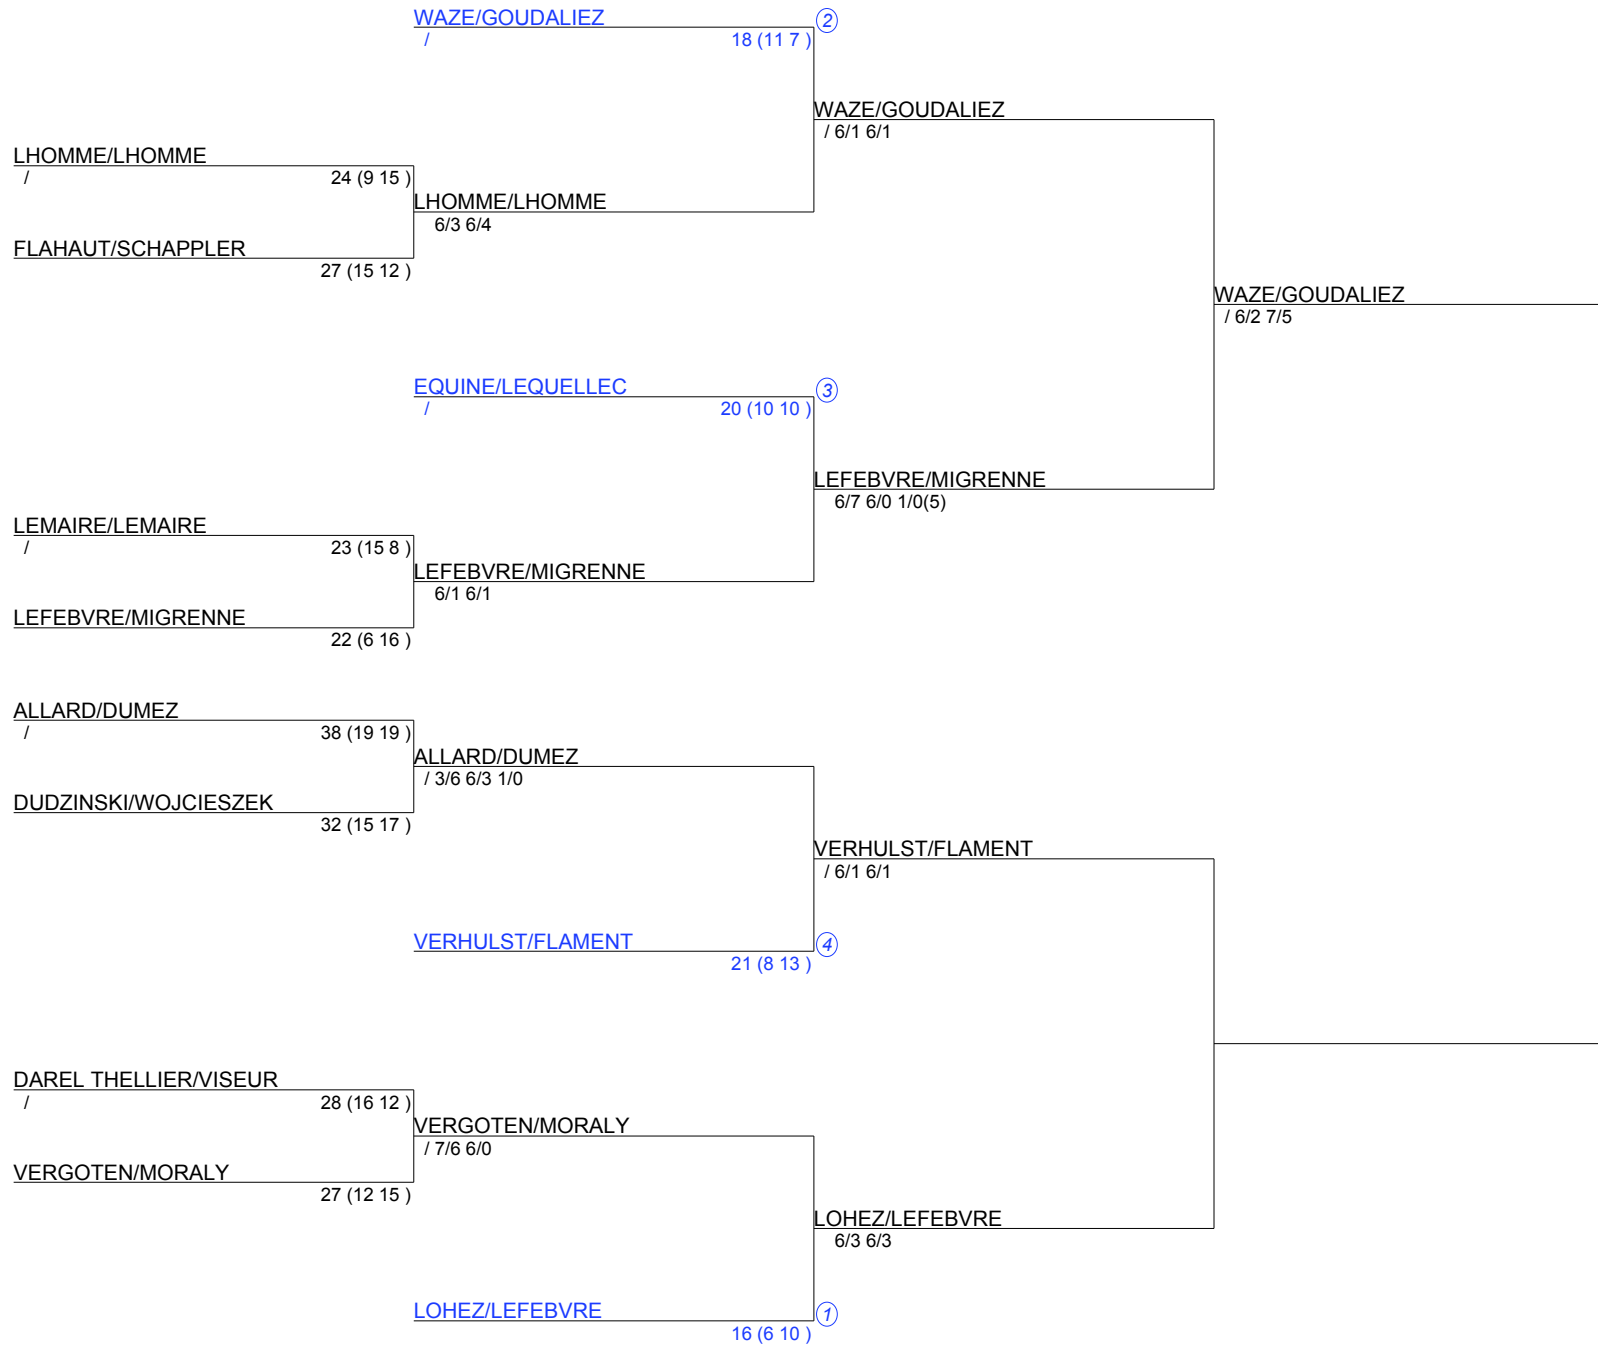 WAZE/GOUDALIEZ 2
/ 18 (11 7 )
WAZE/GOUDALIEZ
/ 6/1 6/1
LHOMME/LHOMME
/ 24 (9 15 )
LHOMME/LHOMME
6/3 6/4
FLAHAUT/SCHAPPLER
27 (15 12 )
WAZE/GOUDALIEZ
/ 6/2 7/5
EQUINE/LEQUELLEC 3
/ 20 (10 10 )
LEFEBVRE/MIGRENNE
6/7 6/0 1/0(5)
LEMAIRE/LEMAIRE
/ 23 (15 8 )
LEFEBVRE/MIGRENNE
6/1 6/1
LEFEBVRE/MIGRENNE
22 (6 16 )
ALLARD/DUMEZ
/ 38 (19 19 )
ALLARD/DUMEZ
/ 3/6 6/3 1/0
DUDZINSKI/WOJCIESZEK
32 (15 17 )
VERHULST/FLAMENT
/ 6/1 6/1
VERHULST/FLAMENT 4
21 (8 13 )
DAREL THELLIER/VISEUR
/ 28 (16 12 )
VERGOTEN/MORALY
/ 7/6 6/0
VERGOTEN/MORALY
27 (12 15 )
LOHEZ/LEFEBVRE
6/3 6/3
LOHEZ/LEFEBVRE 1
16 (6 10 )